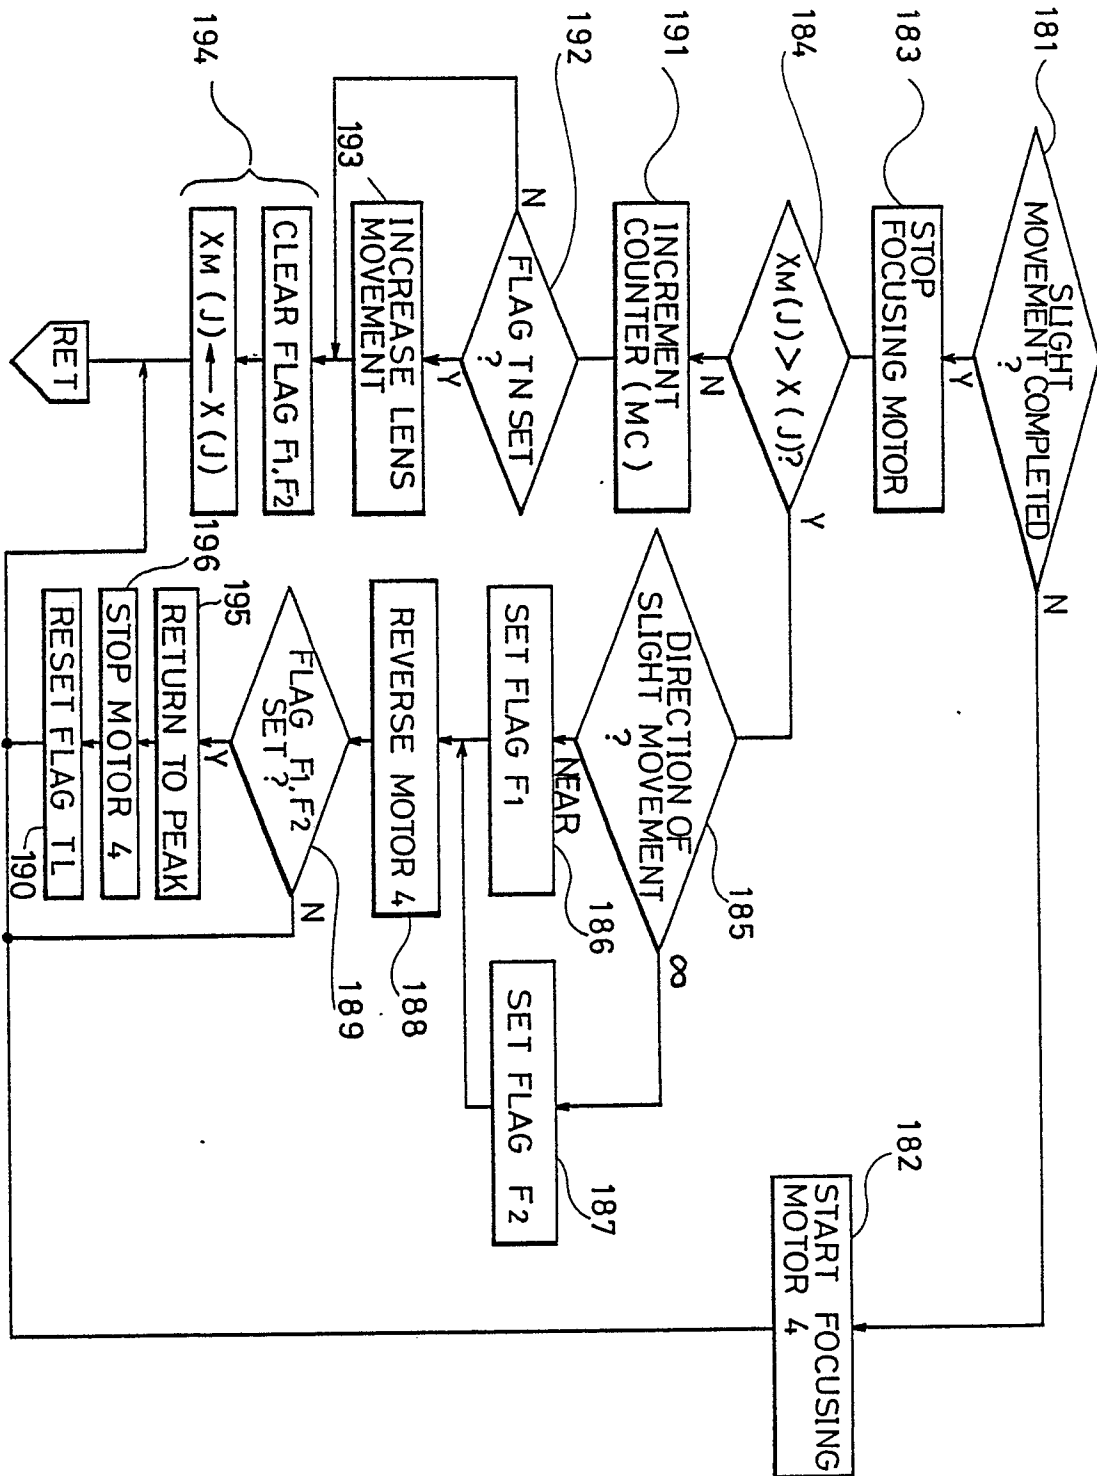 181
SLIGHT
MOVEMENT COMPLETED
?
Y
N
183
STOP
FOCUSING MOTOR
182
START FOCUSING
MOTOR 4
184
XM(J)>X(J)?
Y
N
191
INCREMENT
COUNTER (MC)
185
DIRECTION OF
SLIGHT MOVEMENT
?
NEAR
∞
192
FLAG TN SET
?
N
Y
186
SET FLAG F1
187
SET FLAG F2
193
INCREASE LENS
MOVEMENT
188
REVERSE MOTOR 4
194
CLEAR FLAG F1,F2
XM(J)←X(J)
189
FLAG F1,F2
SET ?
Y
N
195
RETURN TO PEAK
196
STOP MOTOR 4
190
RESET FLAG TL
RET